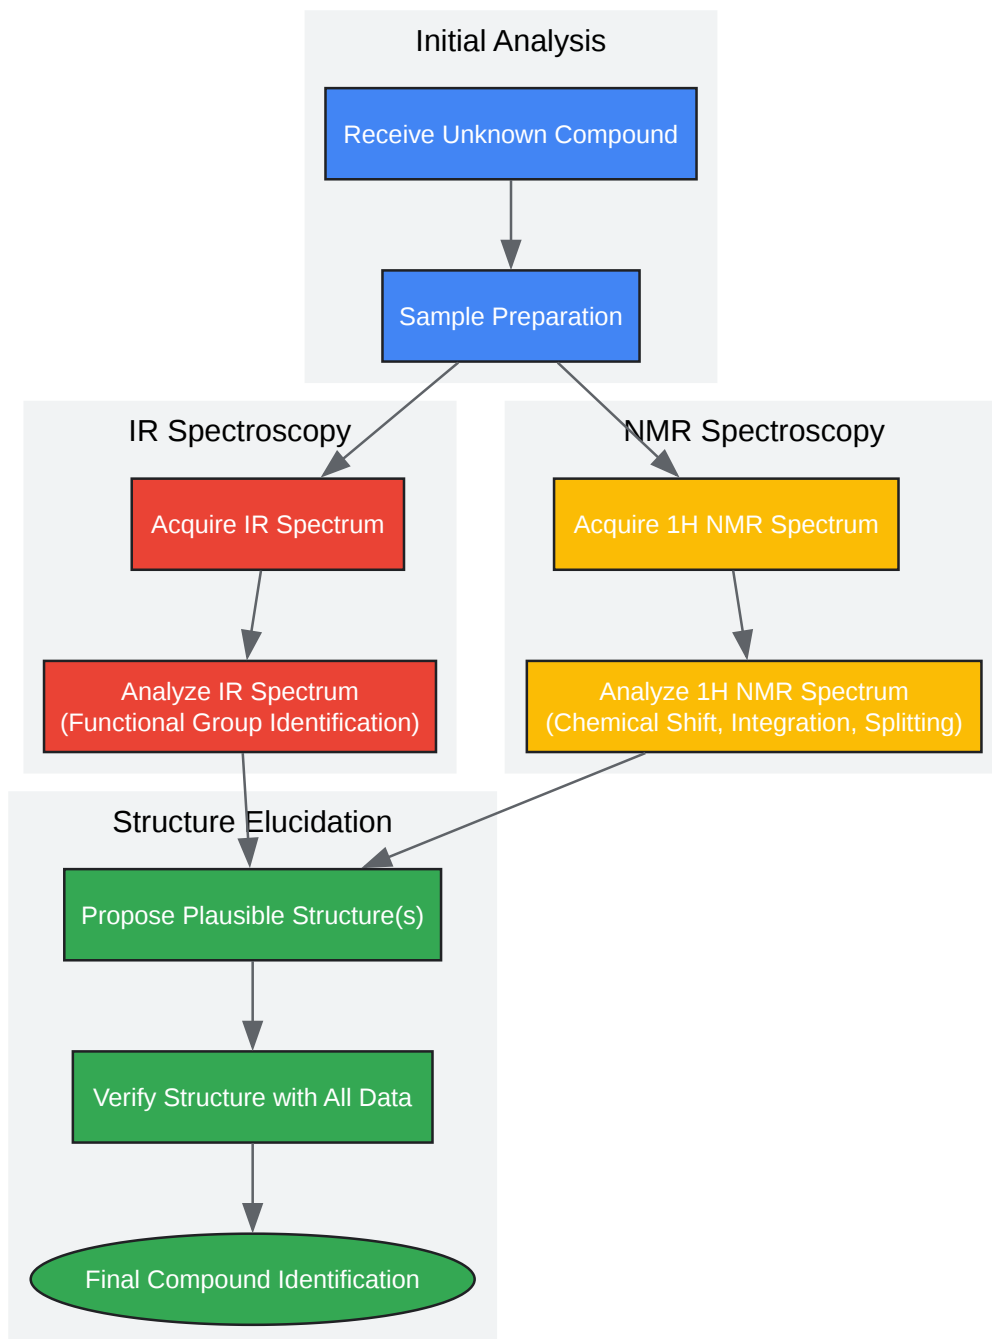 Initial Analysis
Receive Unknown Compound
Sample Preparation
IR Spectroscopy
NMR Spectroscopy
Acquire IR Spectrum
Acquire 1H NMR Spectrum
Analyze IR Spectrum
(Functional Group Identification)
Analyze 1H NMR Spectrum
(Chemical Shift, Integration, Splitting)
Structure Elucidation
Propose Plausible Structure(s)
Verify Structure with All Data
Final Compound Identification